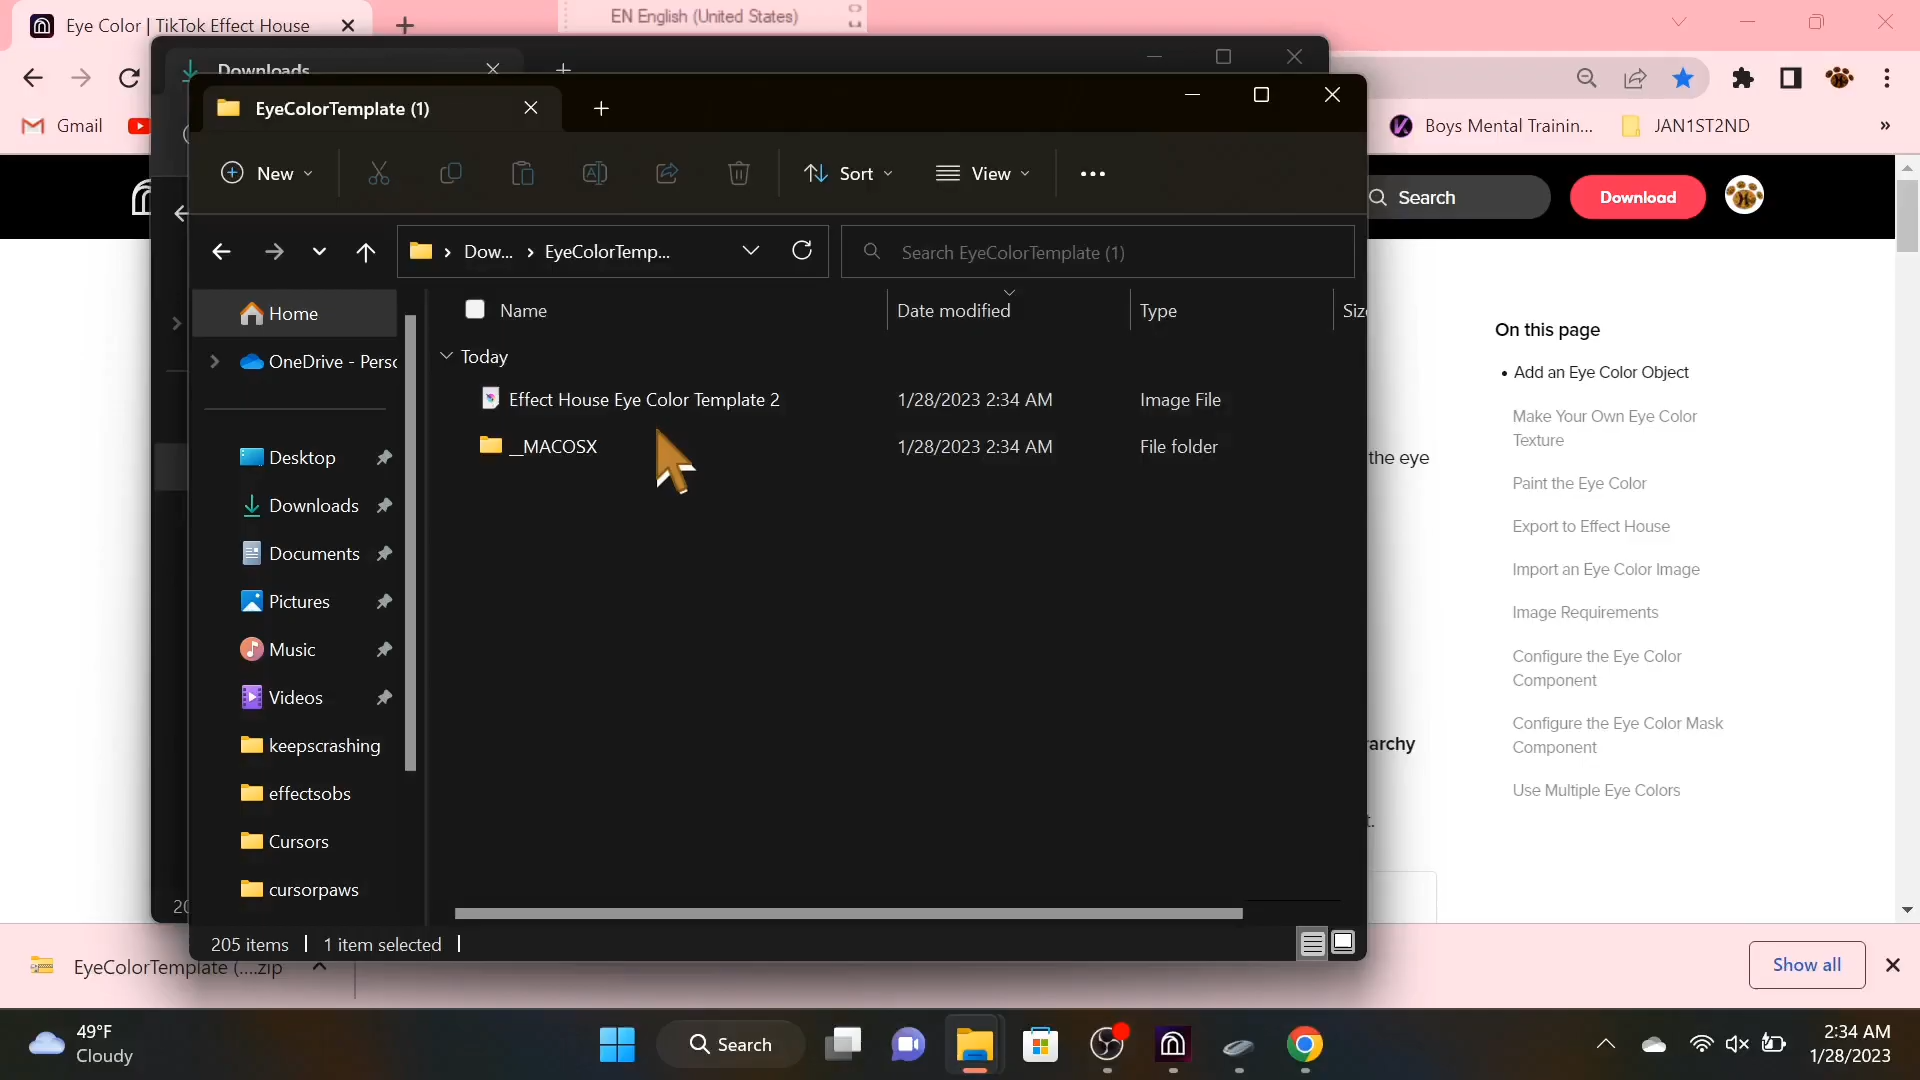 Eye Color | TikTok Effect House
EN English (United States)
Downloads
EyeColorTemplate (1)
Gmail
Boys Mental Trainin...
JAN1ST2ND
»
New
Sort
View
Search
Download
Dow...
EyeColorTemp...
Search EyeColorTemplate (1)
Home
OneDrive - Pers
Desktop
Downloads
Documents
Pictures
Music
Videos
keepscrashing
effectsobs
Cursors
cursorpaws
Name
Date modified
Type
Siz
Today
Effect House Eye Color Template 2
1/28/2023 2:34 AM
Image File
__MACOSX
1/28/2023 2:34 AM
File folder
On this page
• Add an Eye Color Object
Make Your Own Eye Color
Texture
Paint the Eye Color
Export to Effect House
Import an Eye Color Image
Image Requirements
Configure the Eye Color
Component
Configure the Eye Color Mask
Component
Use Multiple Eye Colors
the eye
archy
t.
20
205 items
1 item selected
EyeColorTemplate (....zip
Show all
49°F
Cloudy
Search
2:34 AM
1/28/2023